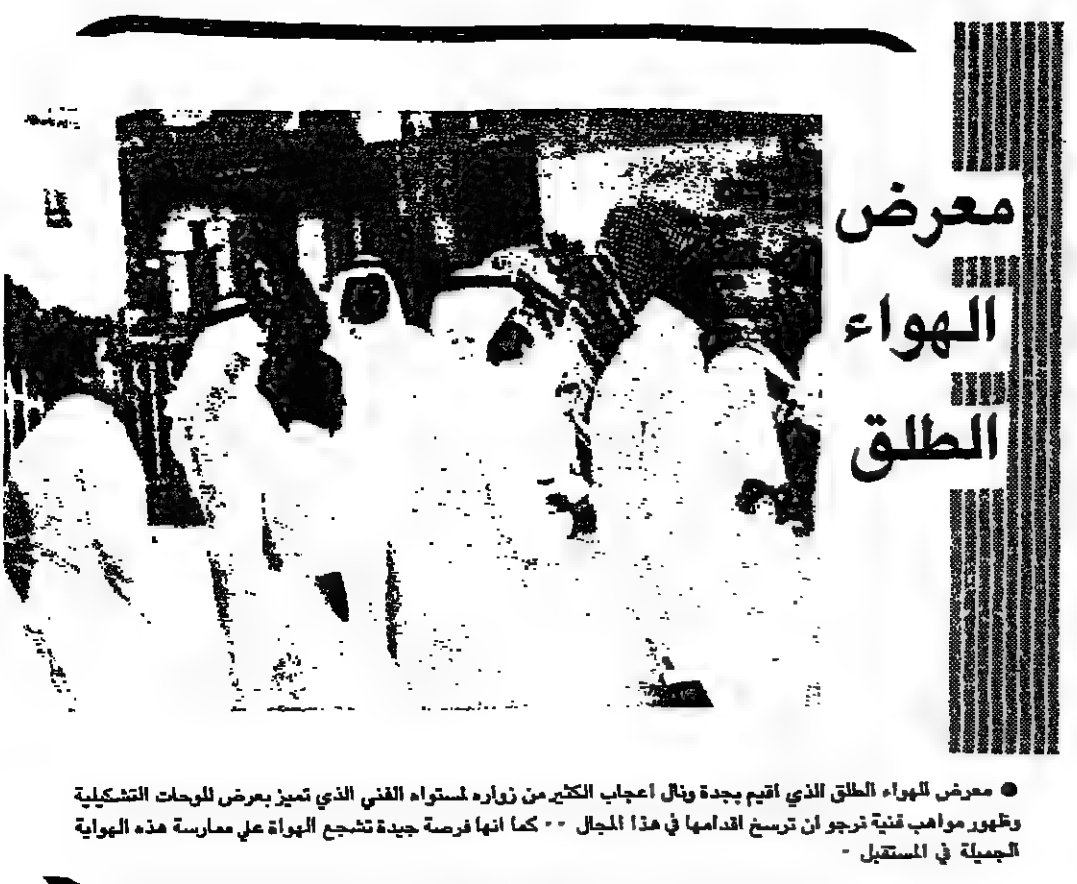 معرض
الهواء
الطلق
● معرض الهواء الطلق الذي اقيم بجدة ونال اعجاب الكثير من زواره لمستواه الفني الذي تميز بعرض اللوحات التشكيلية
وظهور مواهب فنية نرجو ان ترسخ اقدامها في هذا المجال -- كما انها فرصة جيدة تشجع الهواة على ممارسة هذه الهواية
الجميلة في المستقبل -